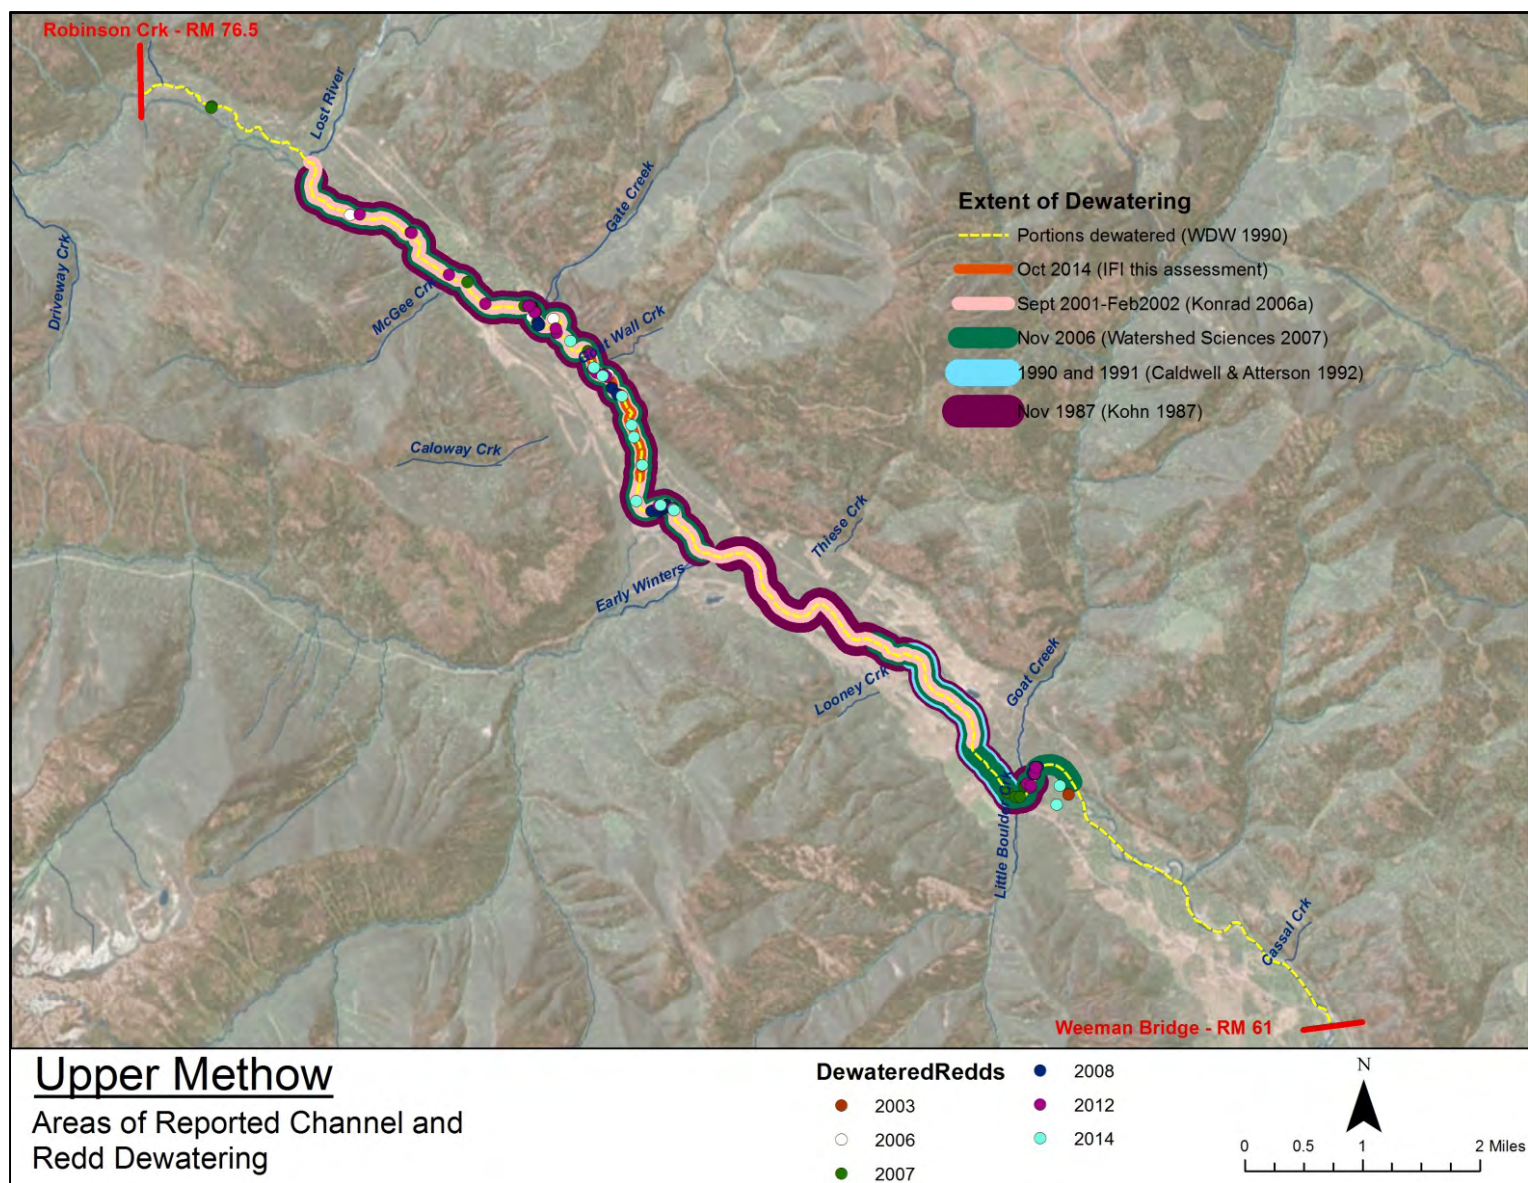 Robinson Crk - RM 76.5
Lost River
Gate Creek
Driveway Crk
McGee Crk
Wall Crk
Caloway Crk
Thiese Crk
Early Winters
Looney Crk
Goat Creek
Little Boulder
Cassal Crk
Weeman Bridge - RM 61
Extent of Dewatering
Portions dewatered (WDW 1990)
Oct 2014 (IFI this assessment)
Sept 2001-Feb2002 (Konrad 2006a)
Nov 2006 (Watershed Sciences 2007)
1990 and 1991 (Caldwell & Atterson 1992)
Nov 1987 (Kohn 1987)
Upper Methow
Areas of Reported Channel and
Redd Dewatering
DewateredRedds
2003
2006
2007
2008
2012
2014
N
0 0.5 1 2 Miles